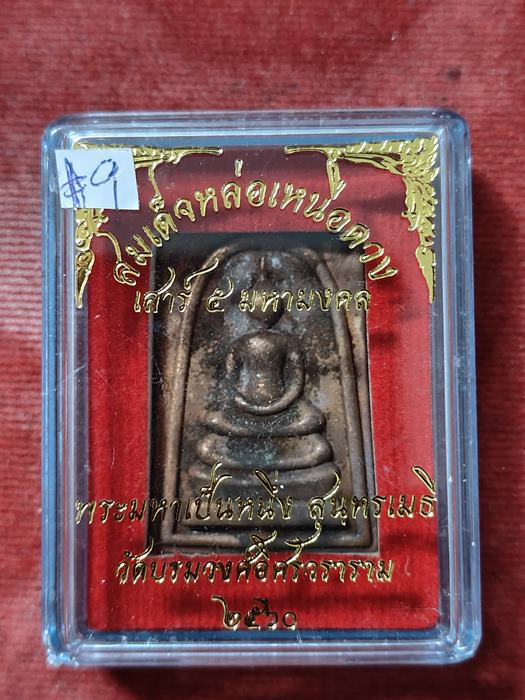 #9
สมเด็จหล่อเหนือดวง
เสาร์ ๕ มหามงคล
พระมหาเป็นหนึ่ง สุนฺทรเมธี
วัดบรมวงศ์อิศรวราราม
๒๕๖๐